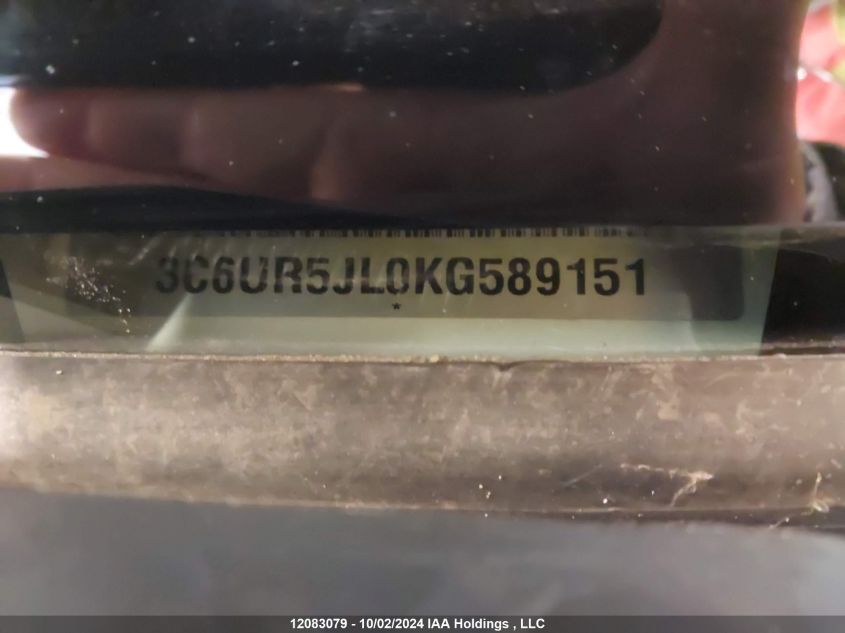 3C6UR5JL0KG589151
*
12083079 - 10/02/2024 IAA Holdings , LLC